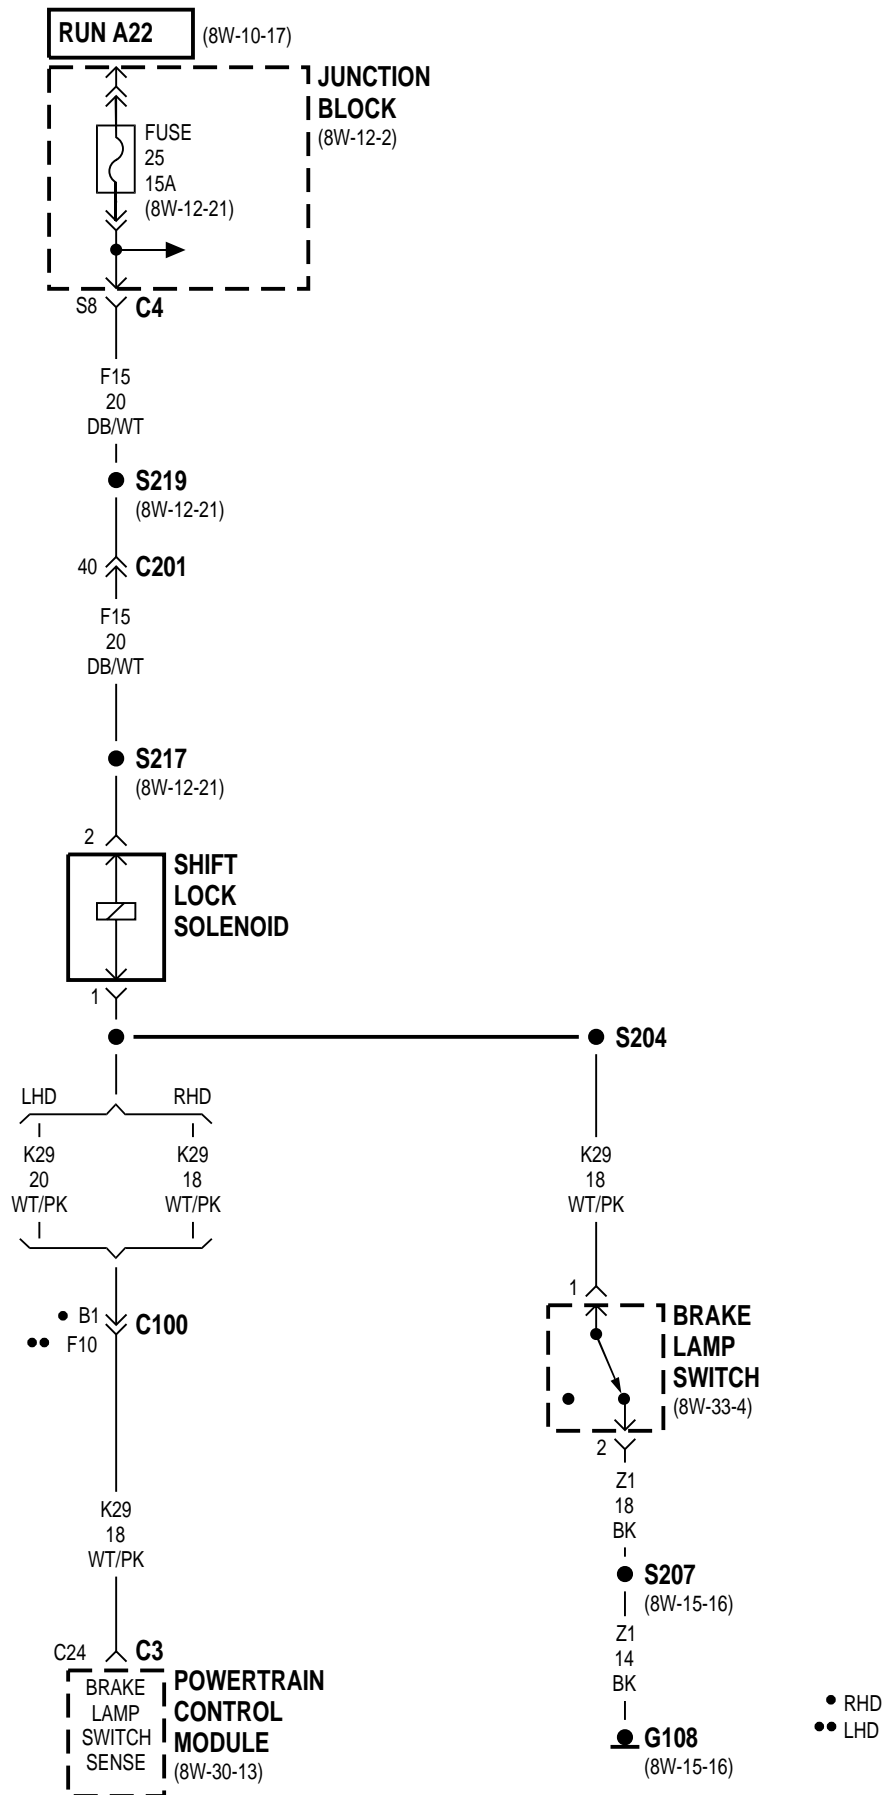 RUN A22
(8W-10-17)
JUNCTION
BLOCK
(8W-12-2)
FUSE
25
15A
(8W-12-21)
S8
C4
F15
20
DB/WT
S219
(8W-12-21)
40
C201
F15
20
DB/WT
S217
(8W-12-21)
2
SHIFT
LOCK
SOLENOID
1
S204
LHD
RHD
K29
20
WT/PK
K29
18
WT/PK
K29
18
WT/PK
• B1
•• F10
C100
1
BRAKE
LAMP
SWITCH
(8W-33-4)
2
Z1
18
BK
S207
(8W-15-16)
Z1
14
BK
G108
(8W-15-16)
K29
18
WT/PK
C24
C3
BRAKE
LAMP
SWITCH
SENSE
POWERTRAIN
CONTROL
MODULE
(8W-30-13)
• RHD
•• LHD